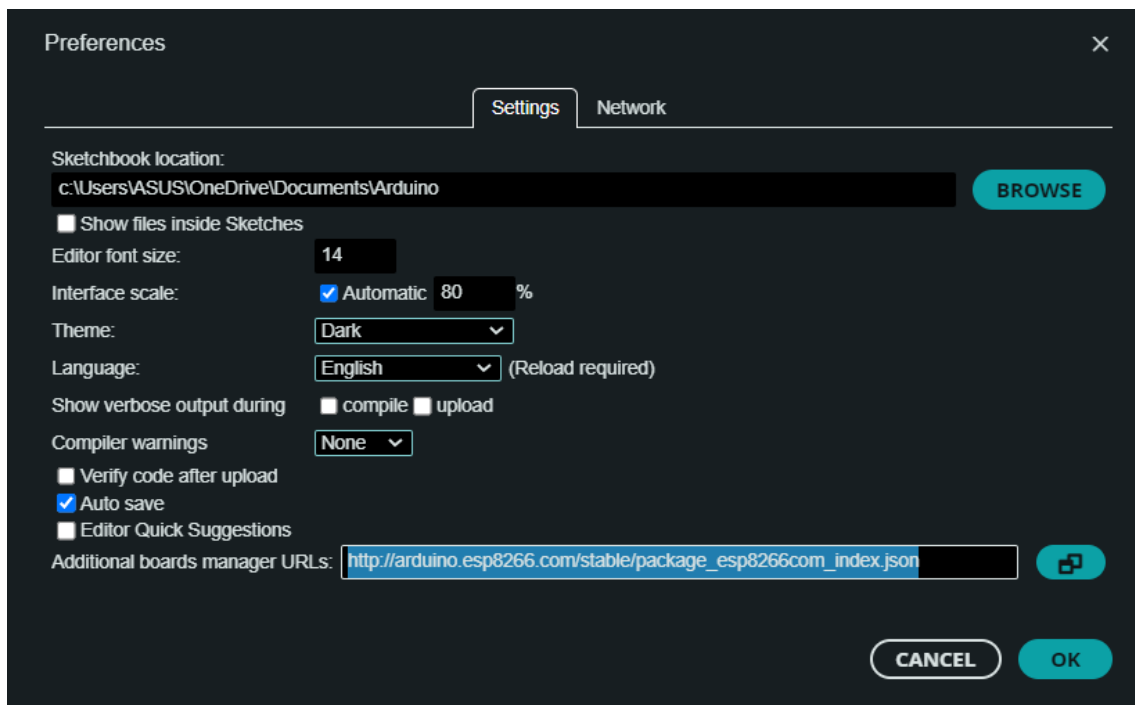 Preferences
Settings Network
Sketchbook location:
c:\Users\ASUS\OneDrive\Documents\Arduino BROWSE
Show files inside Sketches
Editor font size: 14
Interface scale: Automatic 80 %
Theme: Dark
Language: English (Reload required)
Show verbose output during compile upload
Compiler warnings None
Verify code after upload
Auto save
Editor Quick Suggestions
Additional boards manager URLs: http://arduino.esp8266.com/stable/package_esp8266com_index.json
CANCEL OK